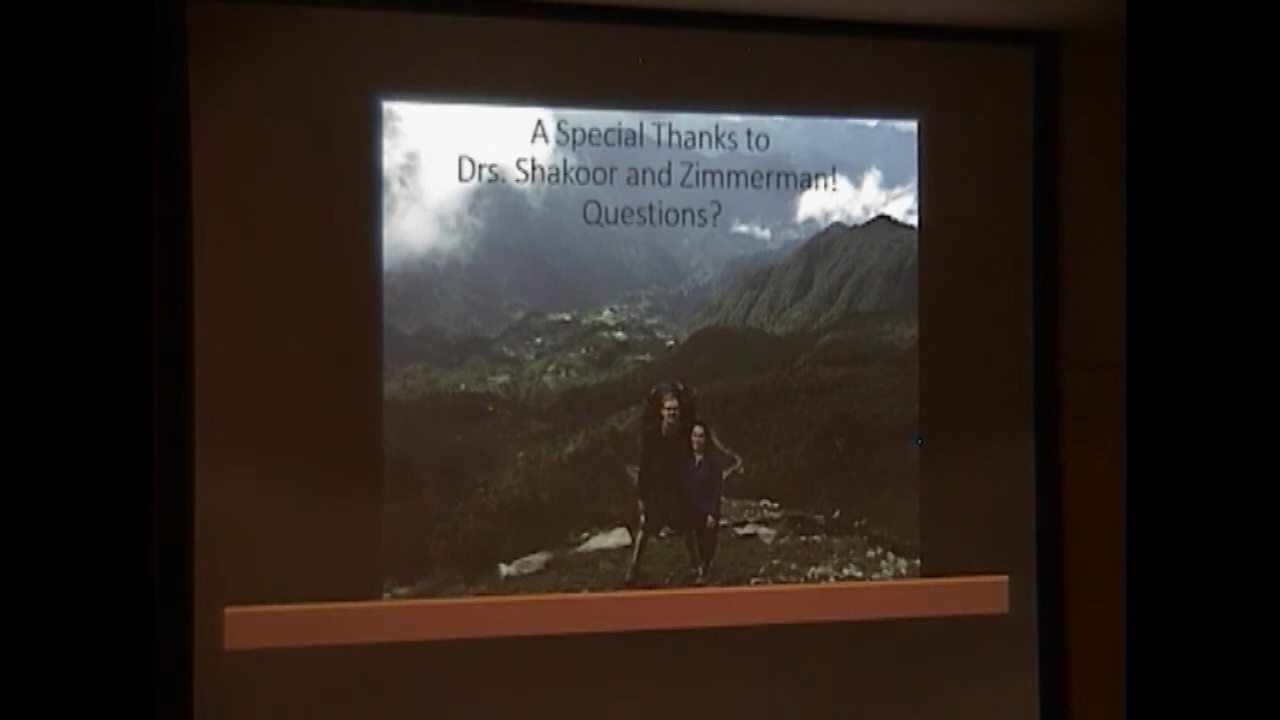 A Special Thanks to
Drs. Shakoor and Zimmerman!
Questions?